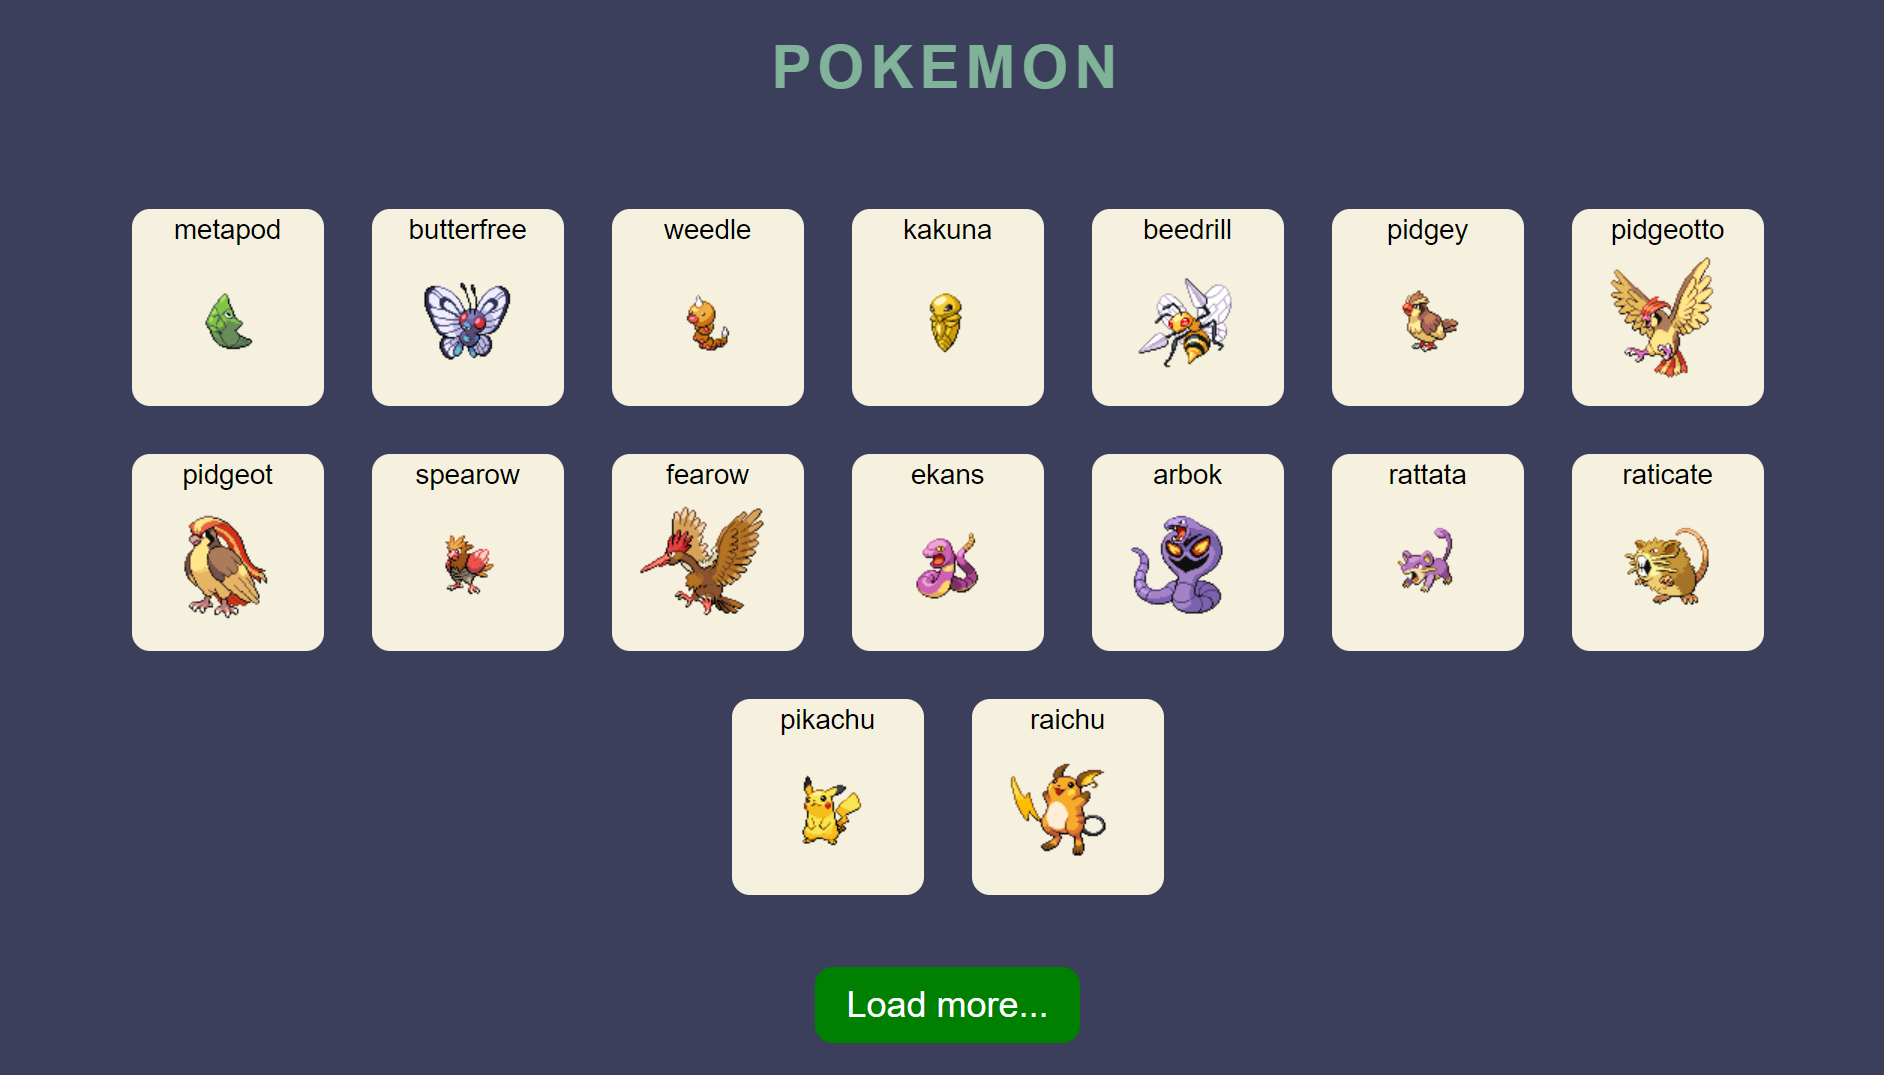 POKEMON
metapod butterfree weedle kakuna beedrill pidgey pidgeotto
pidgeot spearow fearow ekans arbok rattata raticate
pikachu raichu
Load more...